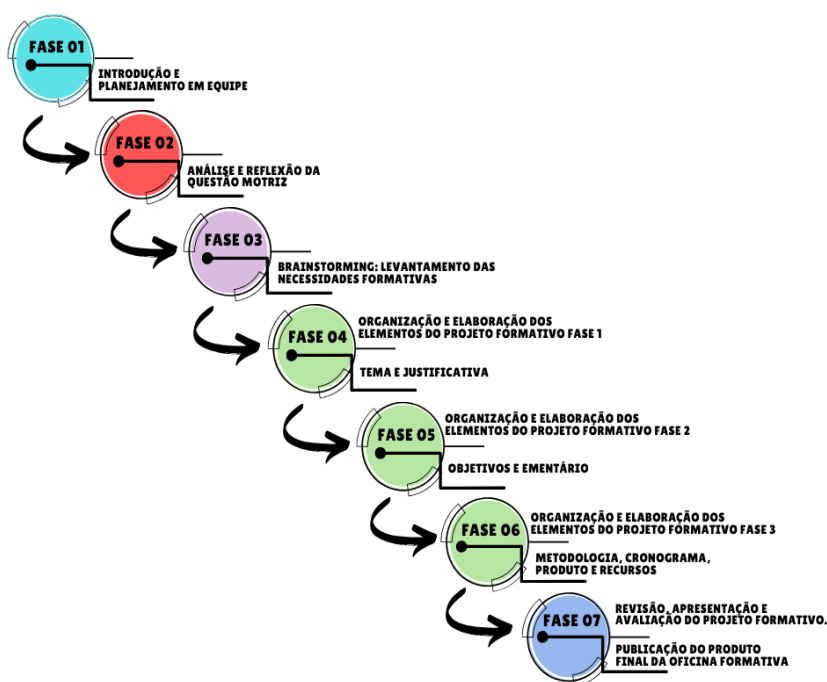 FASE 01
INTRODUÇÃO E
PLANEJAMENTO EM EQUIPE
FASE 02
ANÁLISE E REFLEXÃO DA
QUESTÃO MOTRIZ
FASE 03
BRAINSTORMING: LEVANTAMENTO DAS
NECESSIDADES FORMATIVAS
FASE 04
ORGANIZAÇÃO E ELABORAÇÃO DOS
ELEMENTOS DO PROJETO FORMATIVO FASE 1
TEMA E JUSTIFICATIVA
FASE 05
ORGANIZAÇÃO E ELABORAÇÃO DOS
ELEMENTOS DO PROJETO FORMATIVO FASE 2
OBJETIVOS E EMENTÁRIO
FASE 06
ORGANIZAÇÃO E ELABORAÇÃO DOS
ELEMENTOS DO PROJETO FORMATIVO FASE 3
METODOLOGIA, CRONOGRAMA,
PRODUTO E RECURSOS
FASE 07
REVISÃO, APRESENTAÇÃO E
AVALIAÇÃO DO PROJETO FORMATIVO.
PUBLICAÇÃO DO PRODUTO
FINAL DA OFICINA FORMATIVA